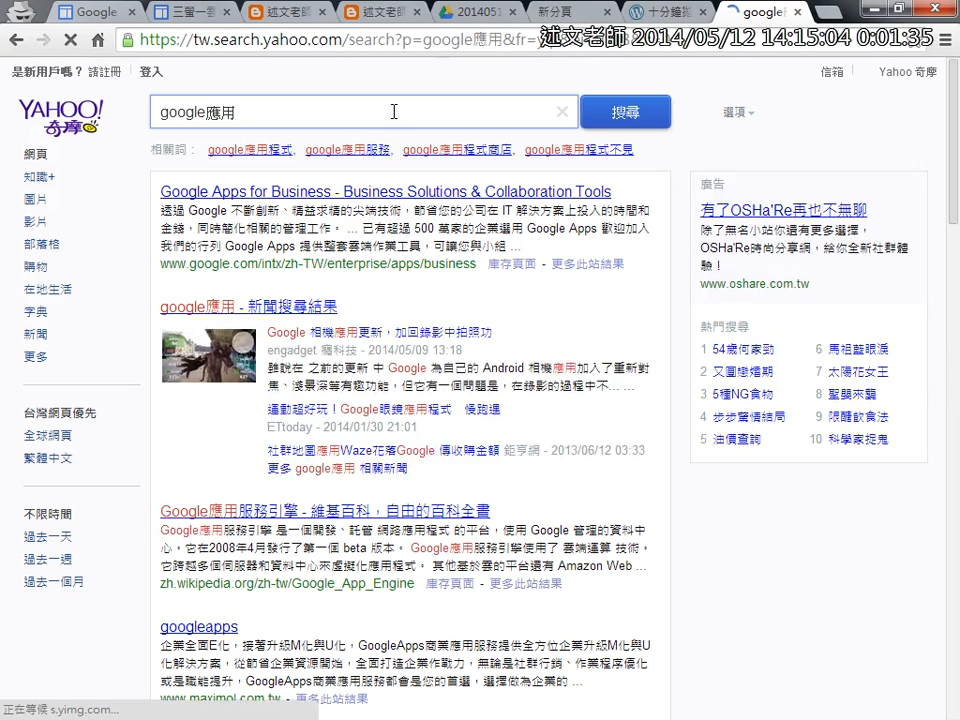 Google
三螢一雲
述文老師
述文老師
2014051
新分頁
十分鐘搬
google
https://tw.search.yahoo.com/search?p=google應用&fr=y
述文老師 2014/05/12 14:15:04 0:01:35
是新用戶嗎？ 請註冊
登入
信箱
Yahoo 奇摩
YAHOO!
奇摩
google應用
搜尋
選項
相關詞：
google應用程式,
google應用服務,
google應用程式商店,
google應用程式不見
網頁
知識+
圖片
影片
部落格
購物
在地生活
字典
新聞
更多
台灣網頁優先
全球網頁
繁體中文
不限時間
過去一天
過去一週
過去一個月
Google Apps for Business - Business Solutions & Collaboration Tools
透過 Google 不斷創新、精益求精的尖端技術，節省您的公司在 IT 解決方案上投入的時間和
金錢，同時簡化相關的管理工作。 ... 已有超過 500 萬家的企業選用 Google Apps 歡迎加入
我們的行列 Google Apps 提供整套雲端作業工具，可讓您與小組 ...
www.google.com/intx/zh-TW/enterprise/apps/business
庫存頁面 - 更多此站結果
google應用 - 新聞搜尋結果
Google 相機應用更新，加回錄影中拍照功
engadget 癮科技 - 2014/05/09 13:18
雖說在 之前的更新 中 Google 為自己的 Android 相機應用加入了重新對
焦、淺景深等有趣功能，但它有一個問題是，在錄影的過程中不... ...
運動超好玩！Google眼鏡應用程式　慢跑遇
ETtoday - 2014/01/30 21:01
社群地圖應用Waze花落Google 傳收購金額 鉅亨網 - 2013/06/12 03:33
更多 google應用 相關新聞
Google應用服務引擎 - 維基百科，自由的百科全書
Google應用服務引擎 是一個開發、託管 網路應用程式 的平台，使用 Google 管理的資料中
心。它在2008年4月發行了第一個 beta 版本。 Google應用服務引擎使用了 雲端運算 技術。
它跨越多個伺服器和資料中心來虛擬化應用程式。 其他基於雲的平台還有 Amazon Web ...
zh.wikipedia.org/zh-tw/Google_App_Engine
庫存頁面 - 更多此站結果
googleapps
企業全面E化，接著升級M化與U化，GoogleApps商業應用服務提供全方位企業升級M化與U
化解決方案，從節省企業資源開始，全面打造企業作戰力，無論是社群行銷、作業程序優化
或是職能提升，GoogleApps商業應用服務都會是您的首選，選擇做為企業的 ...
www.maximol.com.tw - 更多此站結果
廣告
有了OSHa'Re再也不無聊
除了無名小站你還有更多選擇，
OSHa'Re時尚分享網，給你全新社群體
驗！
www.oshare.com.tw
熱門搜尋
1 54歲何家勁
2 又圓戀爆期
3 5種NG食物
4 步步驚情結局
5 油價查詢
6 馬祖藍眼淚
7 太陽花女王
8 聖嬰來襲
9 限醣飲食法
10 科學家捉鬼
正在等候 s.yimg.com...